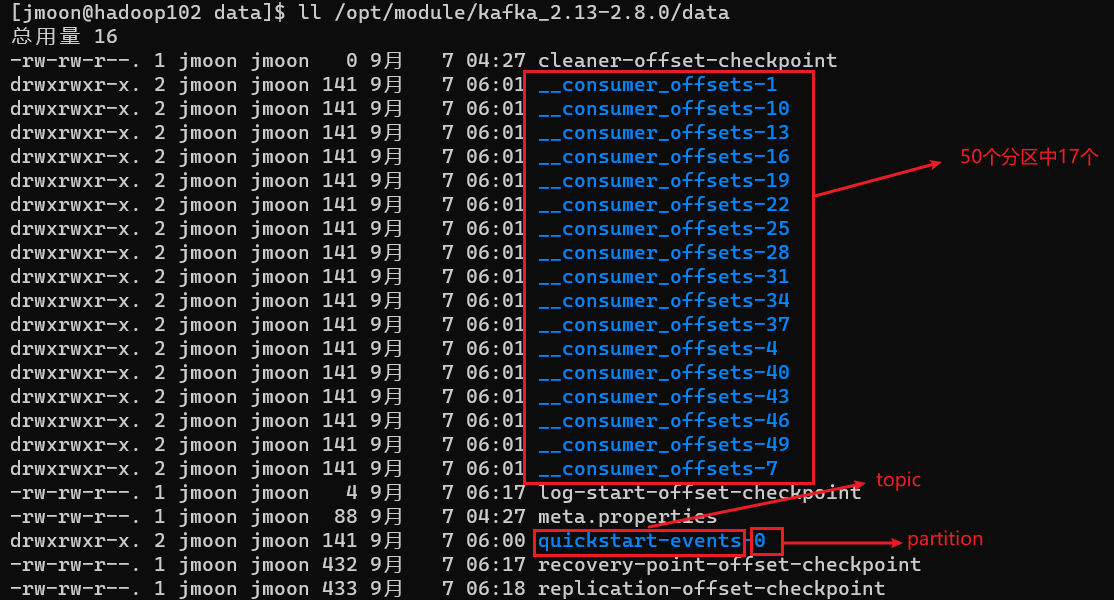 [jmoon@hadoop102 data]$ ll /opt/module/kafka_2.13-2.8.0/data
总用量 16
-rw-rw-r--. 1 jmoon jmoon   0 9月   7 04:27 cleaner-offset-checkpoint
drwxrwxr-x. 2 jmoon jmoon 141 9月   7 06:01 __consumer_offsets-1
drwxrwxr-x. 2 jmoon jmoon 141 9月   7 06:01 __consumer_offsets-10
drwxrwxr-x. 2 jmoon jmoon 141 9月   7 06:01 __consumer_offsets-13
drwxrwxr-x. 2 jmoon jmoon 141 9月   7 06:01 __consumer_offsets-16
50个分区中17个
drwxrwxr-x. 2 jmoon jmoon 141 9月   7 06:01 __consumer_offsets-19
drwxrwxr-x. 2 jmoon jmoon 141 9月   7 06:01 __consumer_offsets-22
drwxrwxr-x. 2 jmoon jmoon 141 9月   7 06:01 __consumer_offsets-25
drwxrwxr-x. 2 jmoon jmoon 141 9月   7 06:01 __consumer_offsets-28
drwxrwxr-x. 2 jmoon jmoon 141 9月   7 06:01 __consumer_offsets-31
drwxrwxr-x. 2 jmoon jmoon 141 9月   7 06:01 __consumer_offsets-34
drwxrwxr-x. 2 jmoon jmoon 141 9月   7 06:01 __consumer_offsets-37
drwxrwxr-x. 2 jmoon jmoon 141 9月   7 06:01 __consumer_offsets-4
drwxrwxr-x. 2 jmoon jmoon 141 9月   7 06:01 __consumer_offsets-40
drwxrwxr-x. 2 jmoon jmoon 141 9月   7 06:01 __consumer_offsets-43
drwxrwxr-x. 2 jmoon jmoon 141 9月   7 06:01 __consumer_offsets-46
drwxrwxr-x. 2 jmoon jmoon 141 9月   7 06:01 __consumer_offsets-49
drwxrwxr-x. 2 jmoon jmoon 141 9月   7 06:01 __consumer_offsets-7
topic
-rw-rw-r--. 1 jmoon jmoon   4 9月   7 06:17 log-start-offset-checkpoint
-rw-rw-r--. 1 jmoon jmoon  88 9月   7 04:27 meta.properties
drwxrwxr-x. 2 jmoon jmoon 141 9月   7 06:00 quickstart-events-0
partition
-rw-rw-r--. 1 jmoon jmoon 432 9月   7 06:17 recovery-point-offset-checkpoint
-rw-rw-r--. 1 jmoon jmoon 433 9月   7 06:18 replication-offset-checkpoint